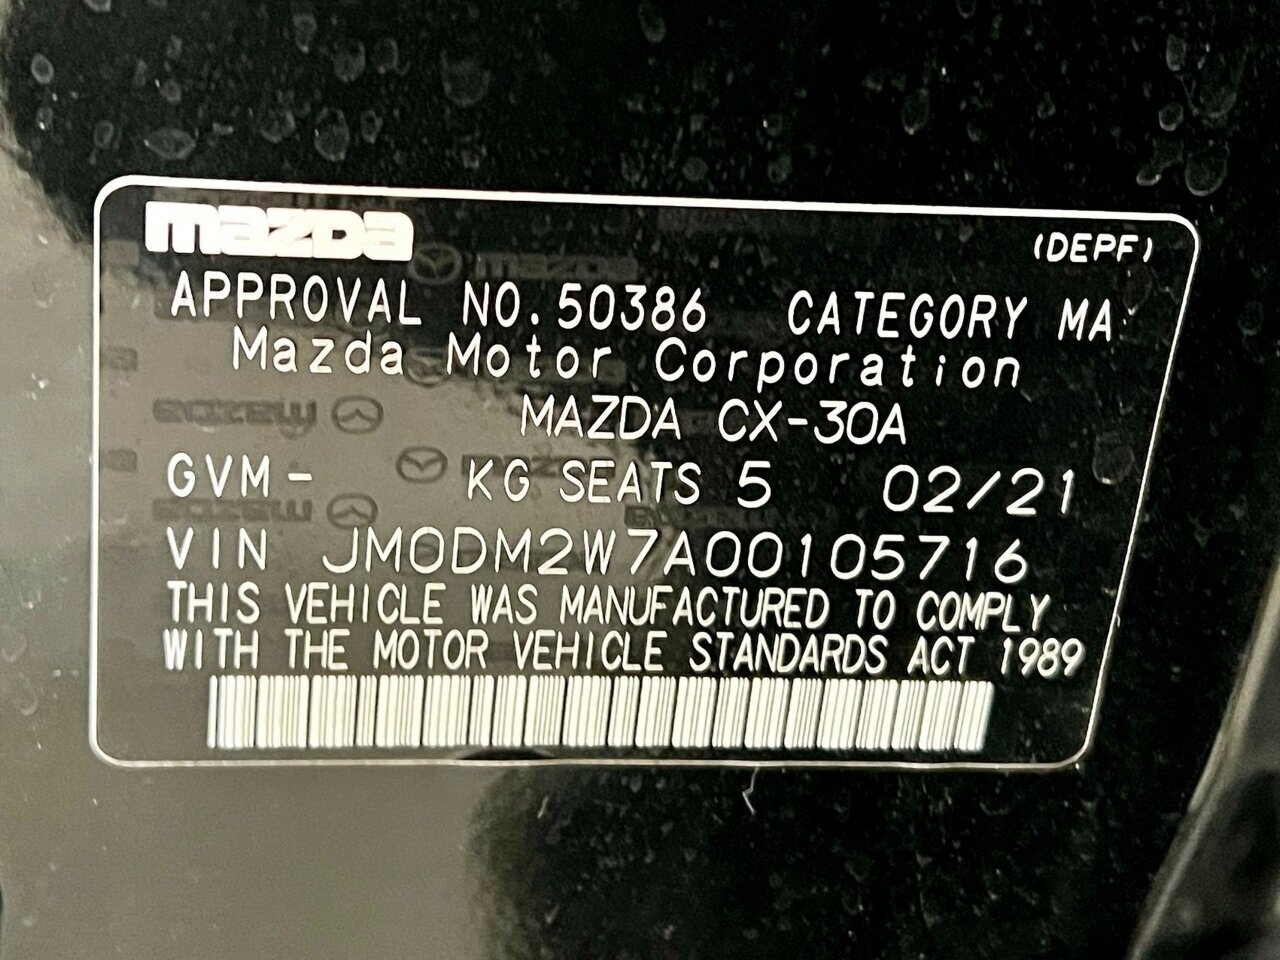 mazda
(DEPF)
APPROVAL NO. 50386 CATEGORY MA
Mazda Motor Corporation
MAZDA CX-30A
GVM - KG SEATS 5 02/21
VIN JM0DM2W7A00105716
THIS VEHICLE WAS MANUFACTURED TO COMPLY
WITH THE MOTOR VEHICLE STANDARDS ACT 1989